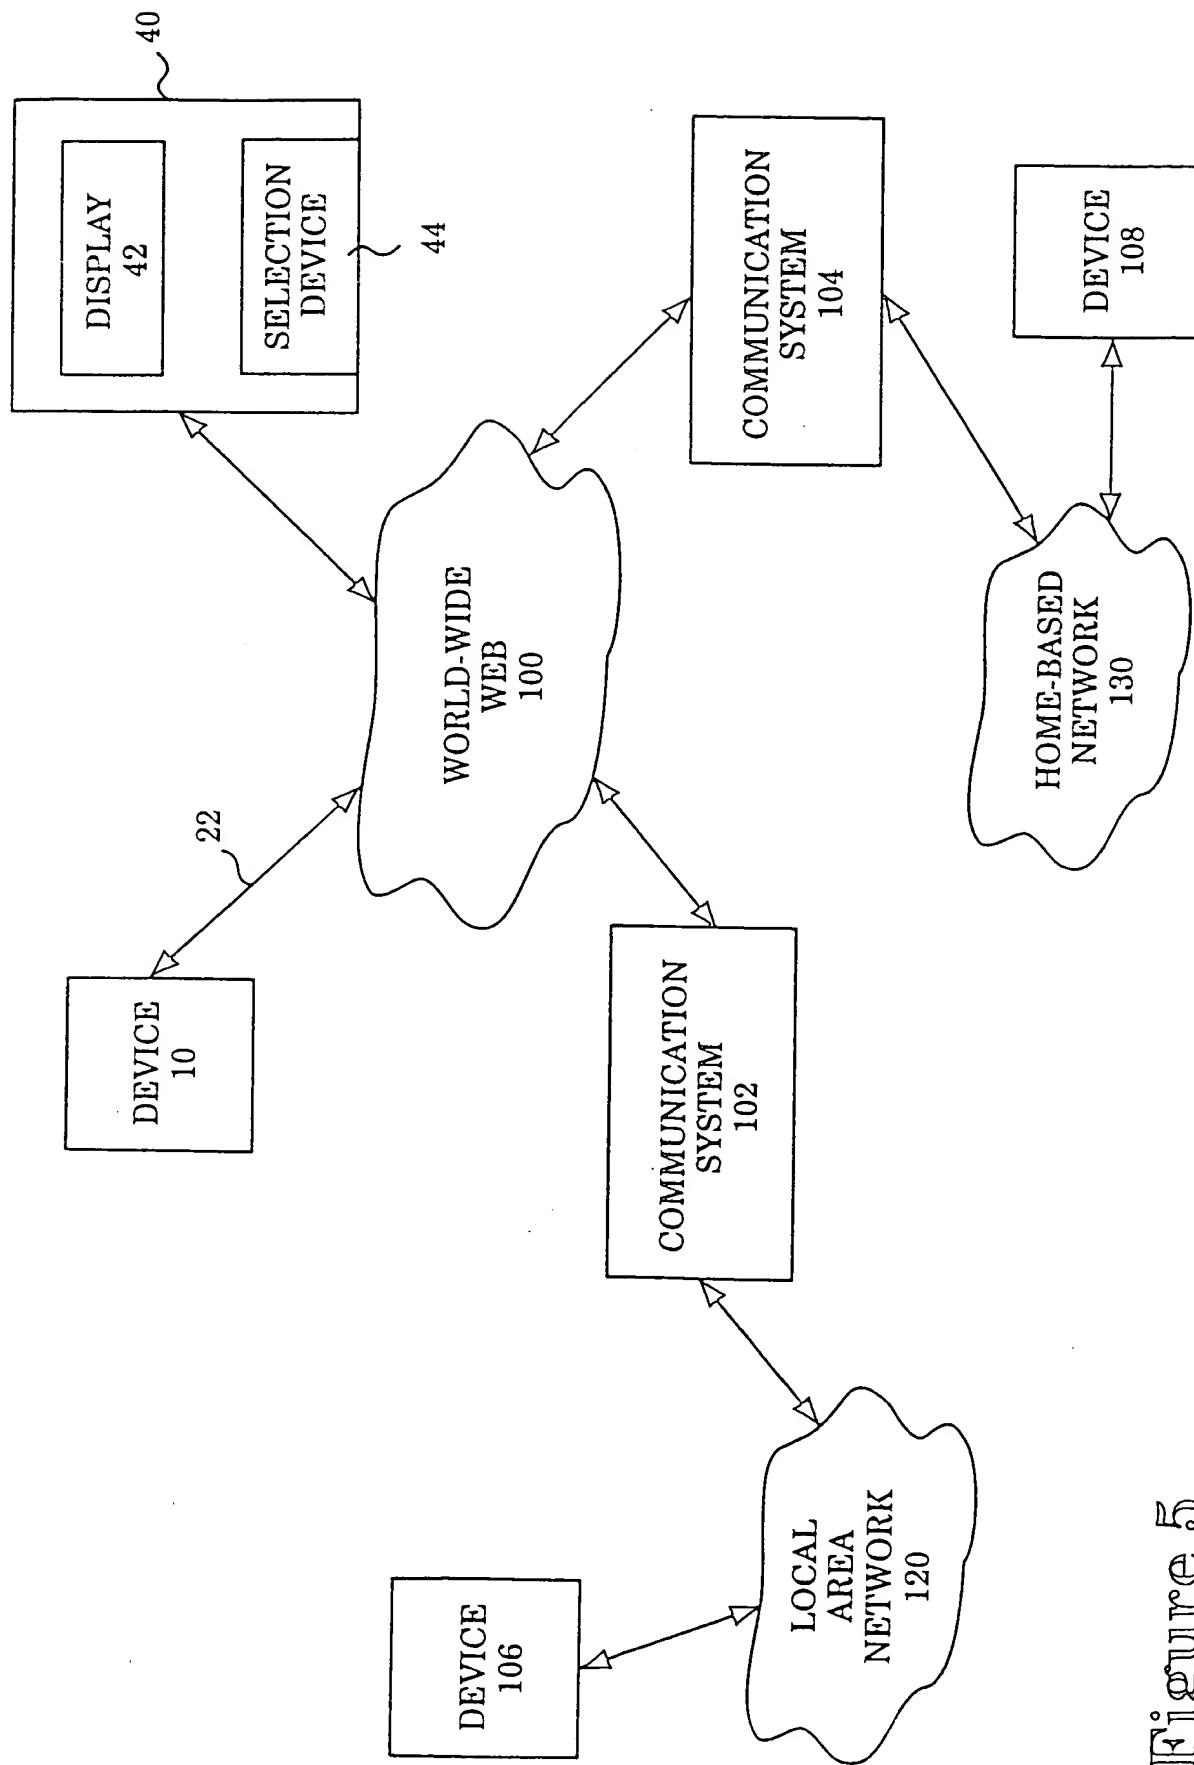 DEVICE
106
LOCAL
AREA
NETWORK
120
DEVICE
10
22
COMMUNICATION
SYSTEM
102
WORLD-WIDE
WEB
100
40
DISPLAY
42
SELECTION
DEVICE
44
COMMUNICATION
SYSTEM
104
HOME-BASED
NETWORK
130
DEVICE
108
Figure 5